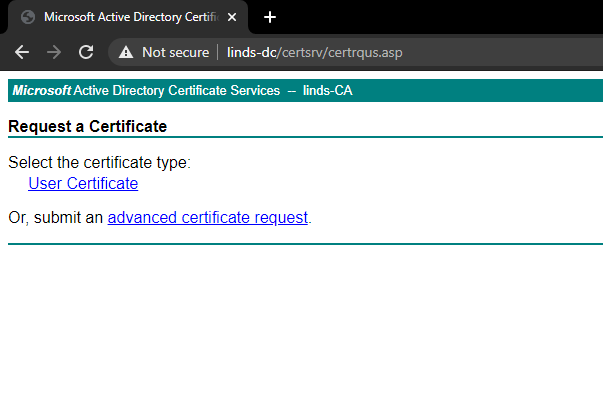 Microsoft Active Directory Certifi
Not secure linds-dc/certsrv/certrqus.asp
Microsoft Active Directory Certificate Services -- linds-CA
Request a Certificate
Select the certificate type:
User Certificate
Or, submit an advanced certificate request.